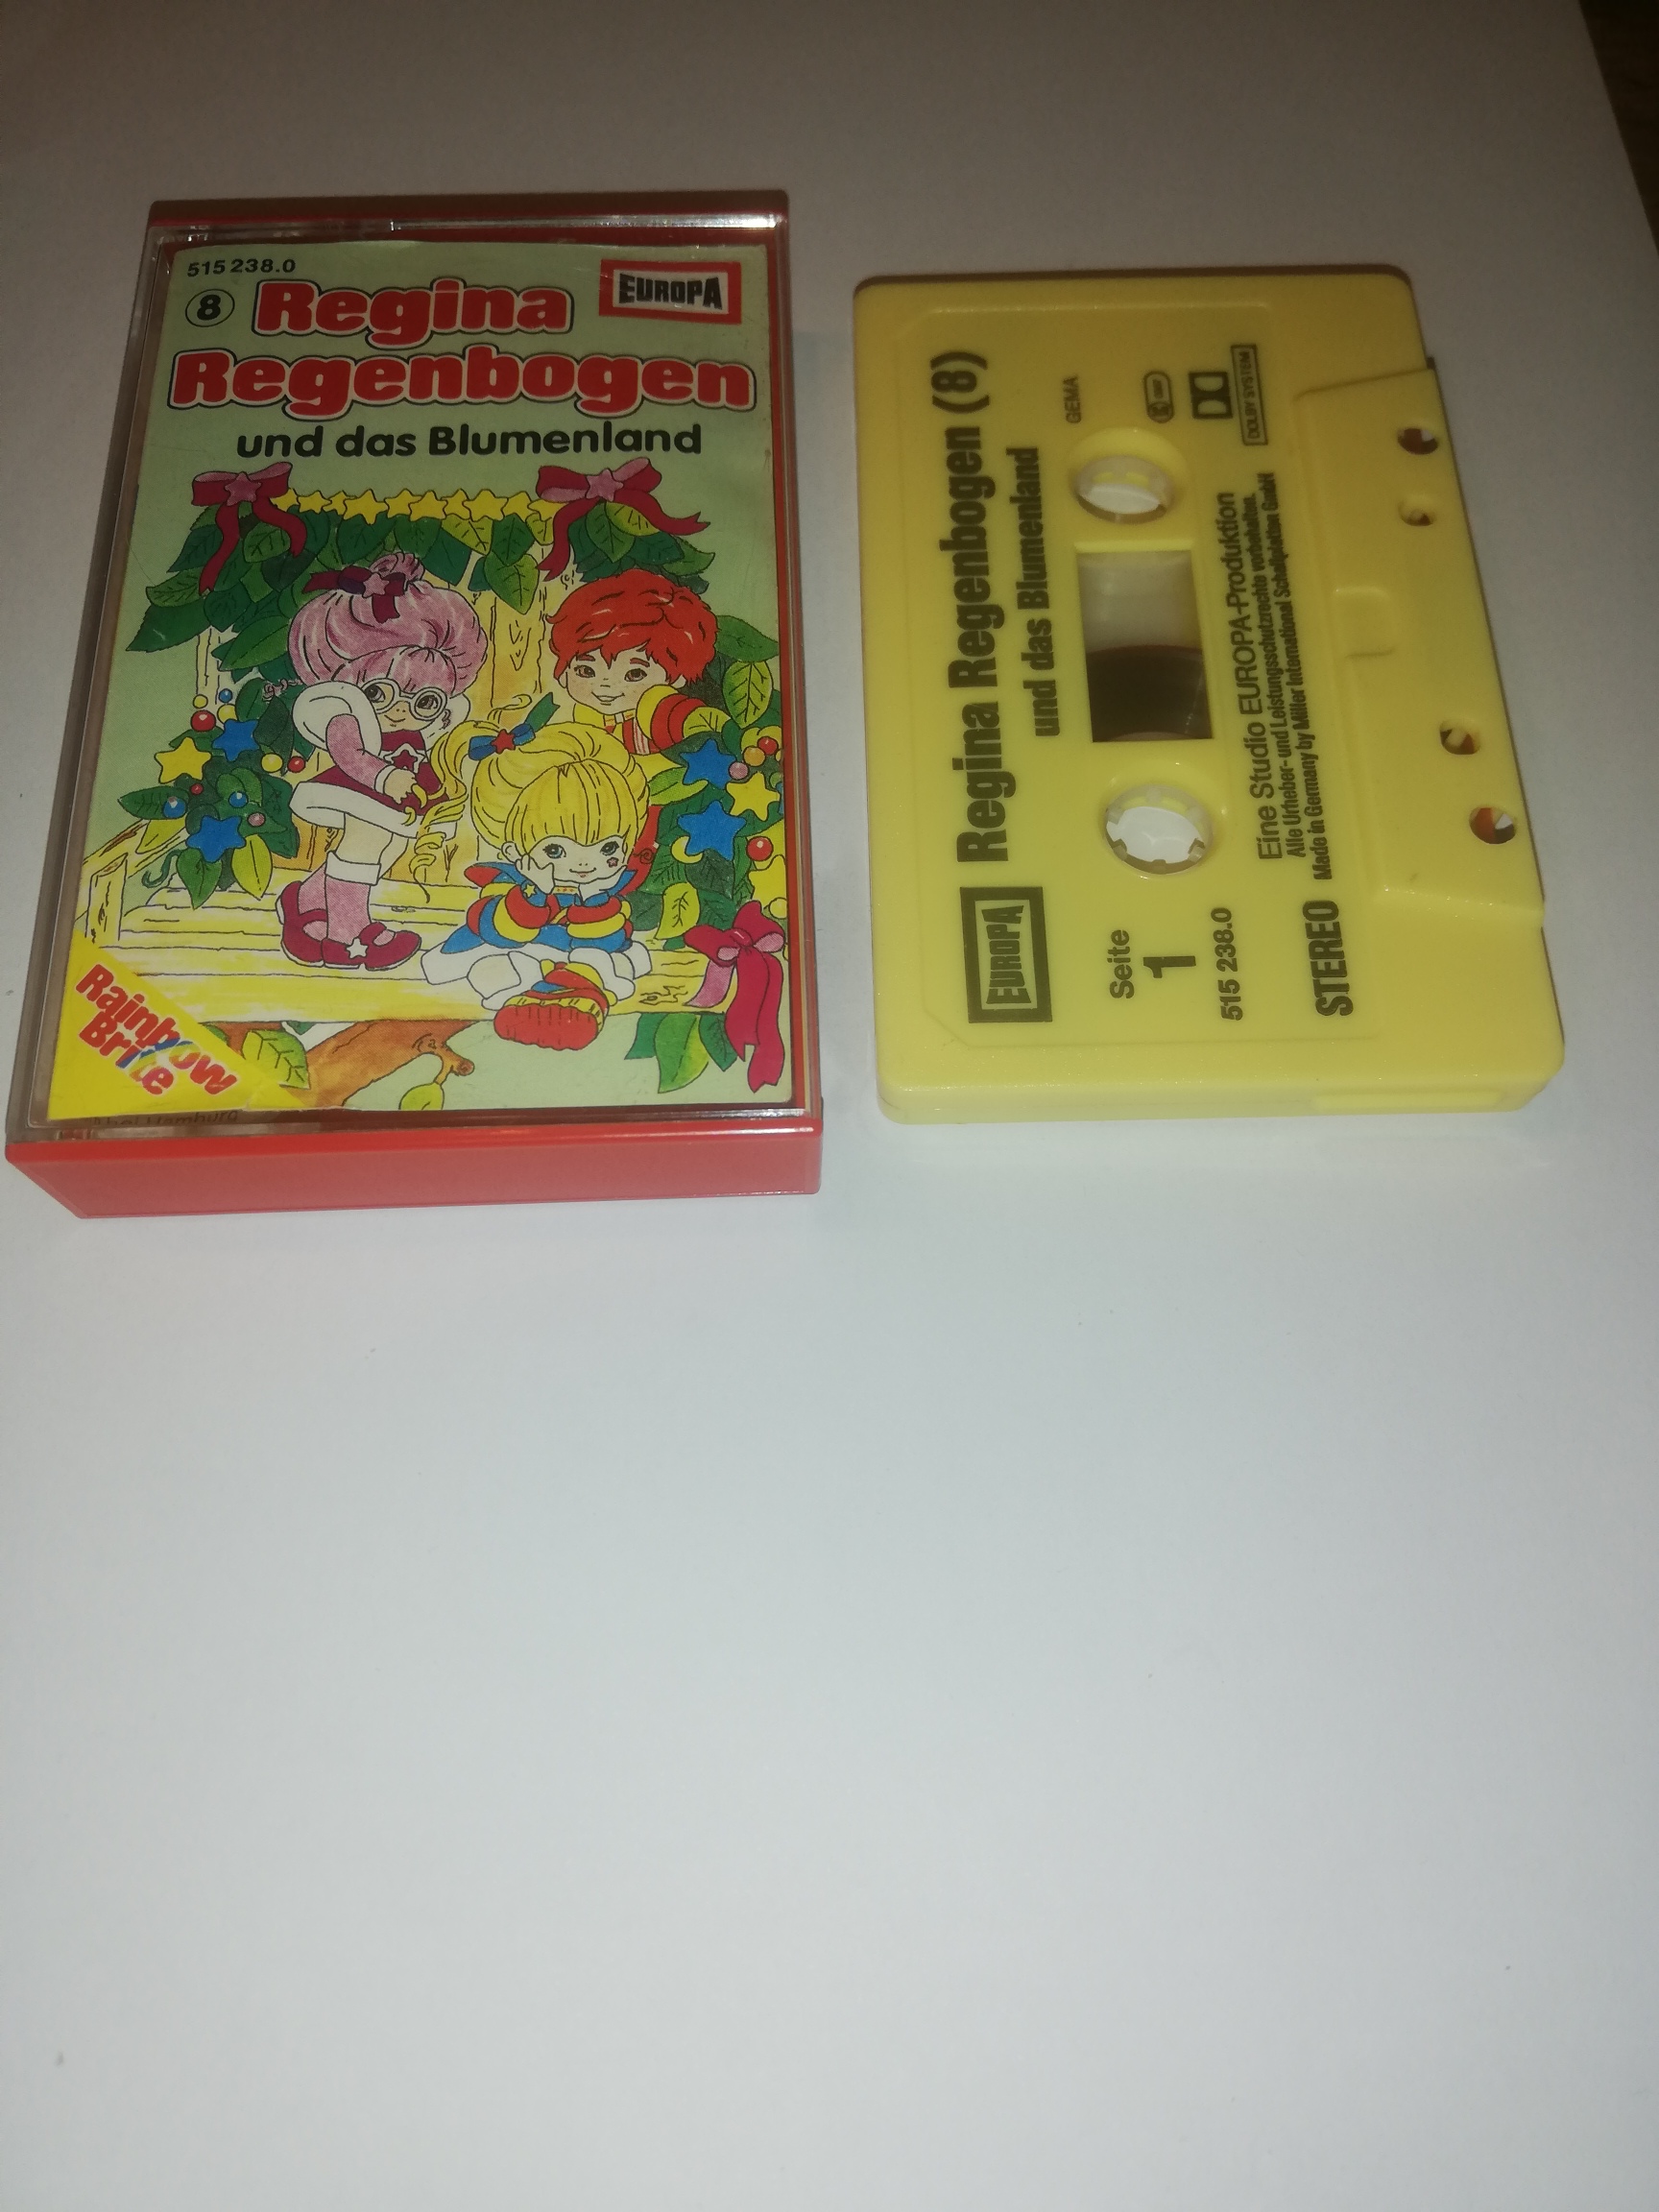 515 238.0
EUROPA
8 Regina
Regenbogen
und das Blumenland
Rainbow
Brite
Hamburg
EUROPA Regina Regenbogen (8)
und das Blumenland
Seite
1
GEMA
515 238.0
DOLBY SYSTEM
Eine Studio EUROPA-Produktion
Alle Urheber- und Leistungsschutzrechte vorbehalten.
STEREO Made in Germany by Miller International Schallplatten GmbH